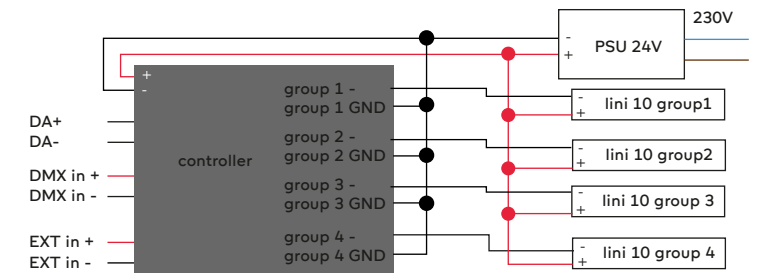 230V
-
+
PSU 24V
+
-
group 1 -
group 1 GND
-
+
lini 10 group1
DA+
DA-
group 2 -
group 2 GND
-
+
lini 10 group2
controller
DMX in +
DMX in -
group 3 -
group 3 GND
-
+
lini 10 group 3
EXT in +
EXT in -
group 4 -
group 4 GND
-
+
lini 10 group 4